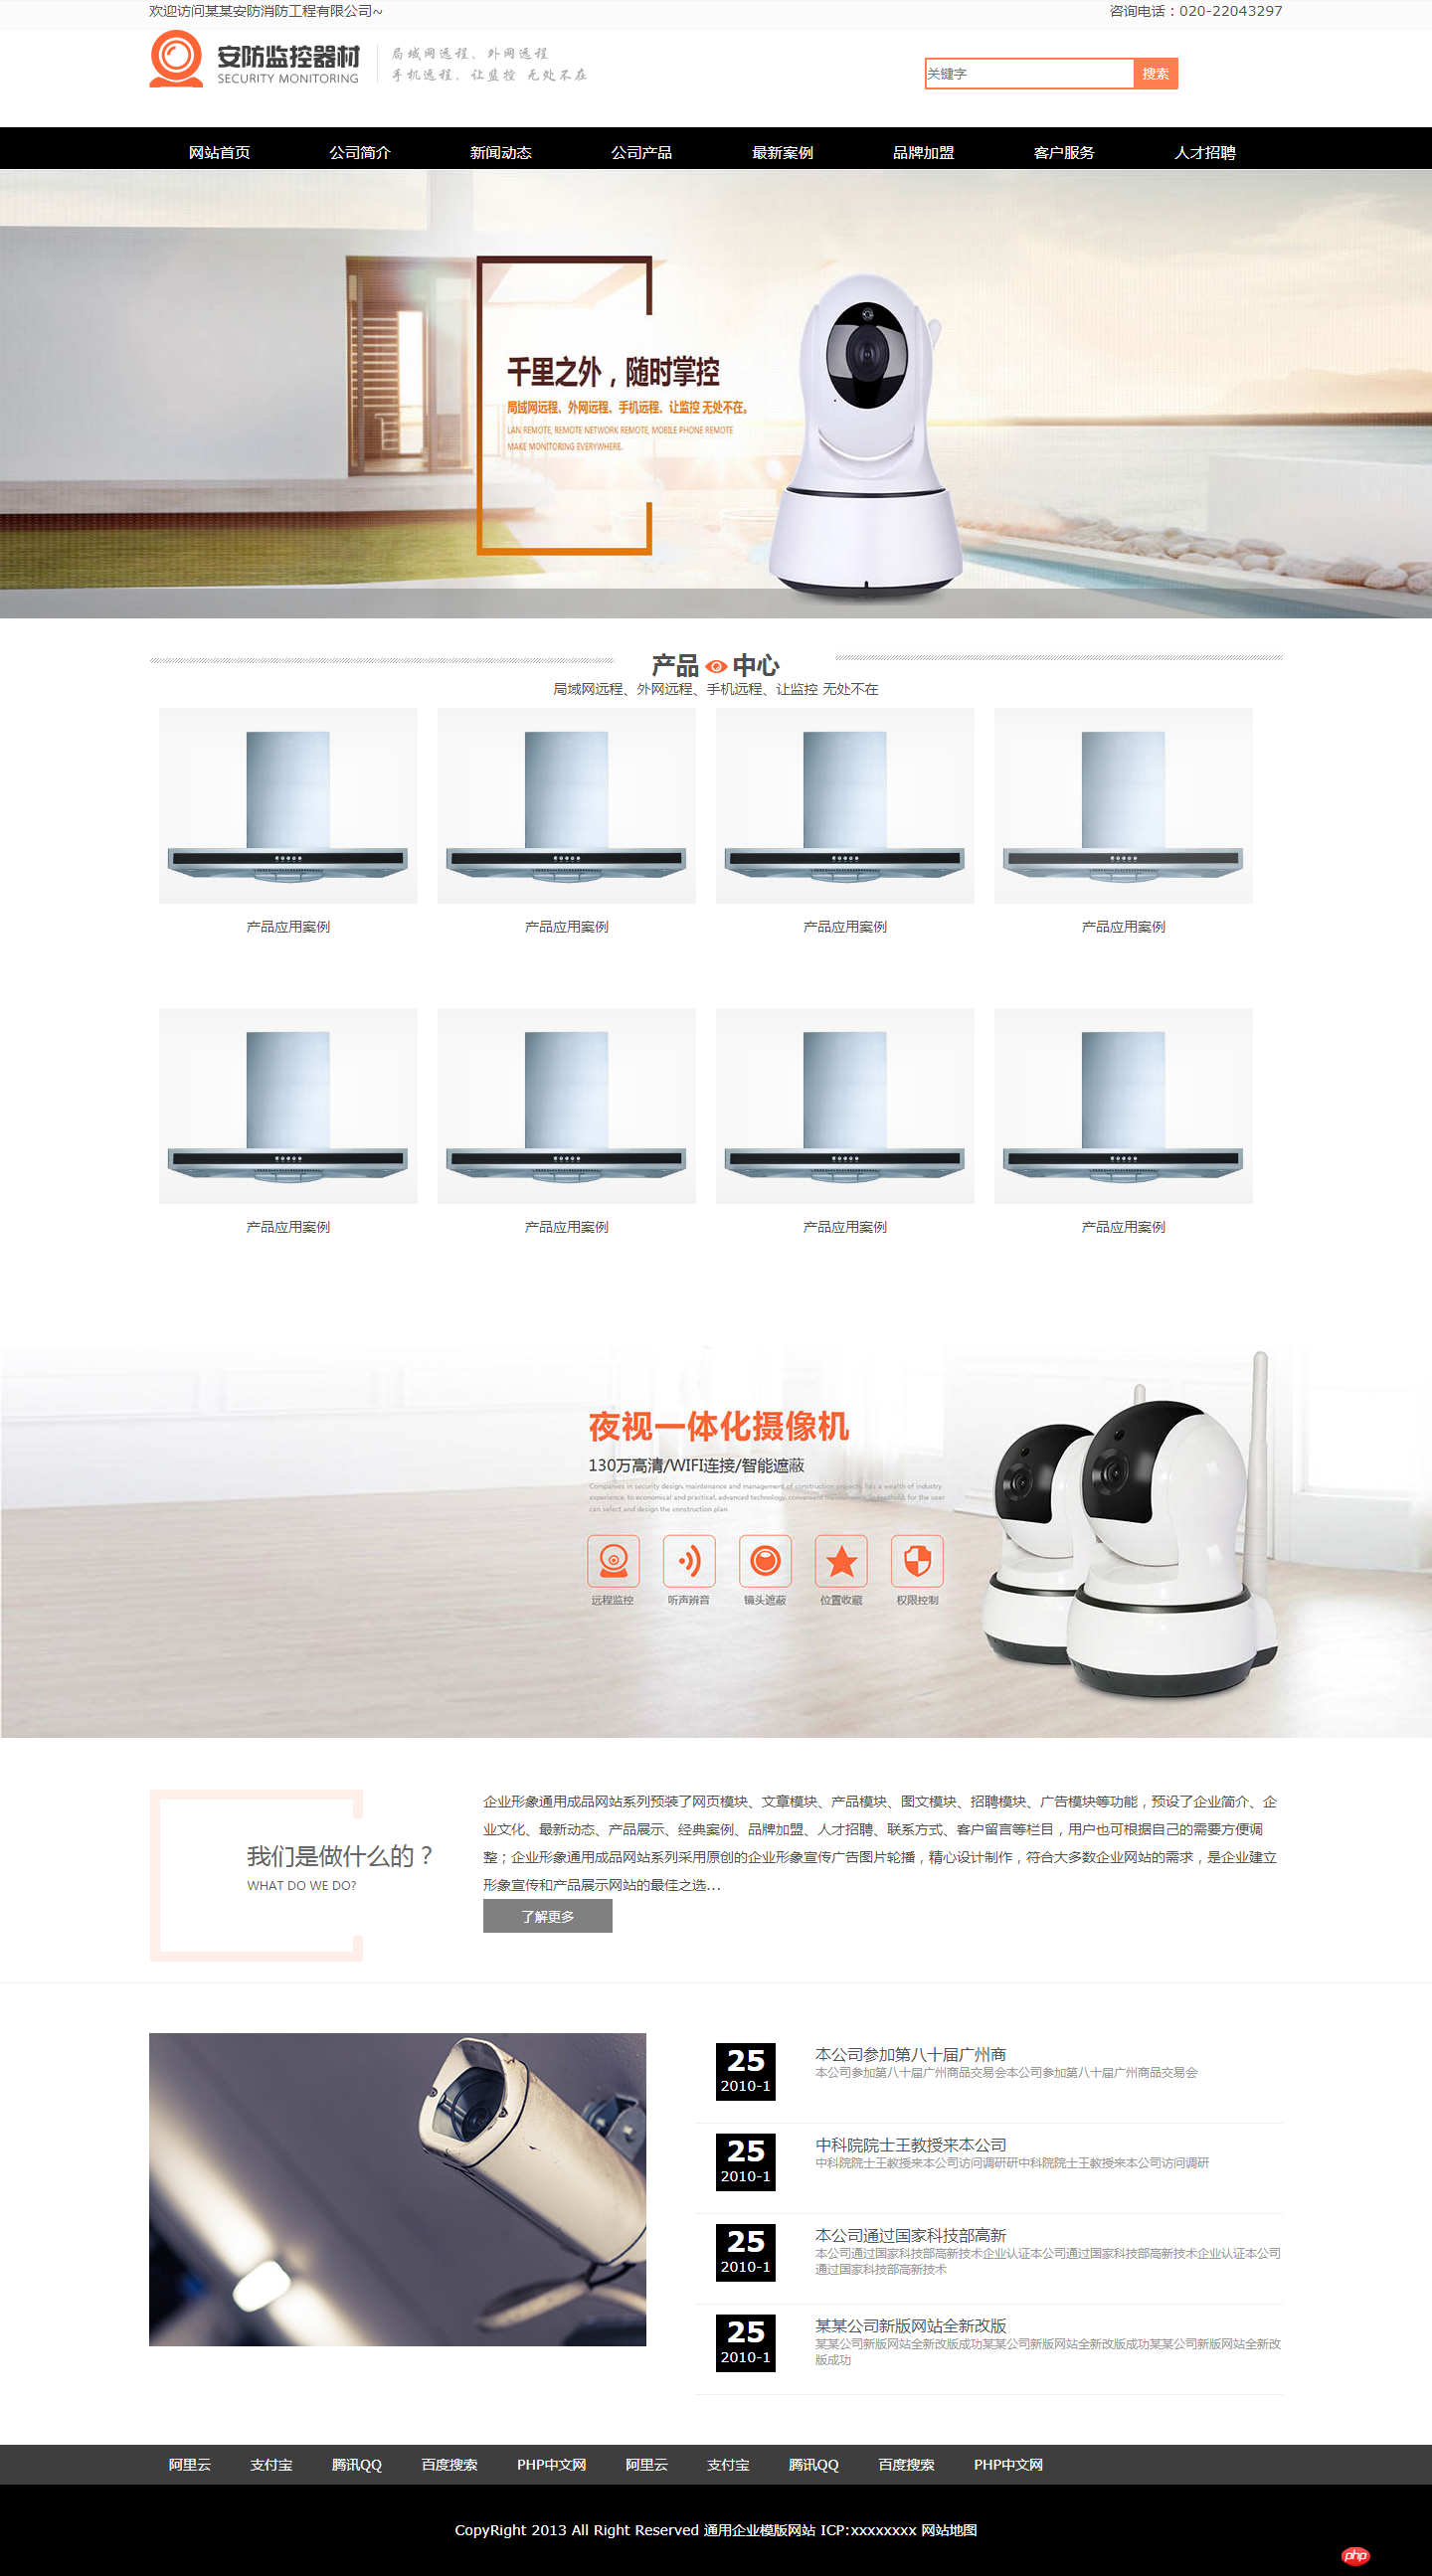 欢迎访问某某安防消防工程有限公司~
咨询电话：020-22043297
安防监控器材
SECURITY MONITORING
局域网远程、外网远程
手机远程、让监控 无处不在
关键字
搜索
网站首页 公司简介 新闻动态 公司产品 最新案例 品牌加盟 客户服务 人才招聘
千里之外，随时掌控
局域网远程、外网远程、手机远程、让监控 无处不在。
LAN REMOTE, REMOTE NETWORK REMOTE, MOBILE PHONE REMOTE
MAKE MONITORING EVERYWHERE.
产品 中心
局域网远程、外网远程、手机远程、让监控 无处不在
产品应用案例 产品应用案例 产品应用案例 产品应用案例
产品应用案例 产品应用案例 产品应用案例 产品应用案例
夜视一体化摄像机
130万高清/WIFI连接/智能遮蔽
Companies in security design, maintenance and management of construction projects, has a wealth of industry
experience, to economical and practical, advanced technology, convenient for the user
can select and design the construction plan
远程监控 听声辨音 镜头遮蔽 位置收藏 权限控制
我们是做什么的？
WHAT DO WE DO?
企业形象通用成品网站系列预装了网页模块、文章模块、产品模块、图文模块、招聘模块、广告模块等功能，预设了企业简介、企
业文化、最新动态、产品展示、经典案例、品牌加盟、人才招聘、联系方式、客户留言等栏目，用户也可根据自己的需要方便调
整；企业形象通用成品网站系列采用原创的企业形象宣传广告图片轮播，精心设计制作，符合大多数企业网站的需求，是企业建立
形象宣传和产品展示网站的最佳之选...
了解更多
25
2010-1
本公司参加第八十届广州商
本公司参加第八十届广州商品交易会本公司参加第八十届广州商品交易会
25
2010-1
中科院院士王教授来本公司
中科院院士王教授来本公司访问调研研中科院院士王教授来本公司访问调研
25
2010-1
本公司通过国家科技部高新
本公司通过国家科技部高新技术企业认证本公司通过国家科技部高新技术企业认证本公司
通过国家科技部高新技术
25
2010-1
某某公司新版网站全新改版
某某公司新版网站全新改版成功某某公司新版网站全新改版成功某某公司新版网站全新改
版成功
阿里云 支付宝 腾讯QQ 百度搜索 PHP中文网 阿里云 支付宝 腾讯QQ 百度搜索 PHP中文网
CopyRight 2013 All Right Reserved 通用企业模版网站 ICP:xxxxxxxx 网站地图
php